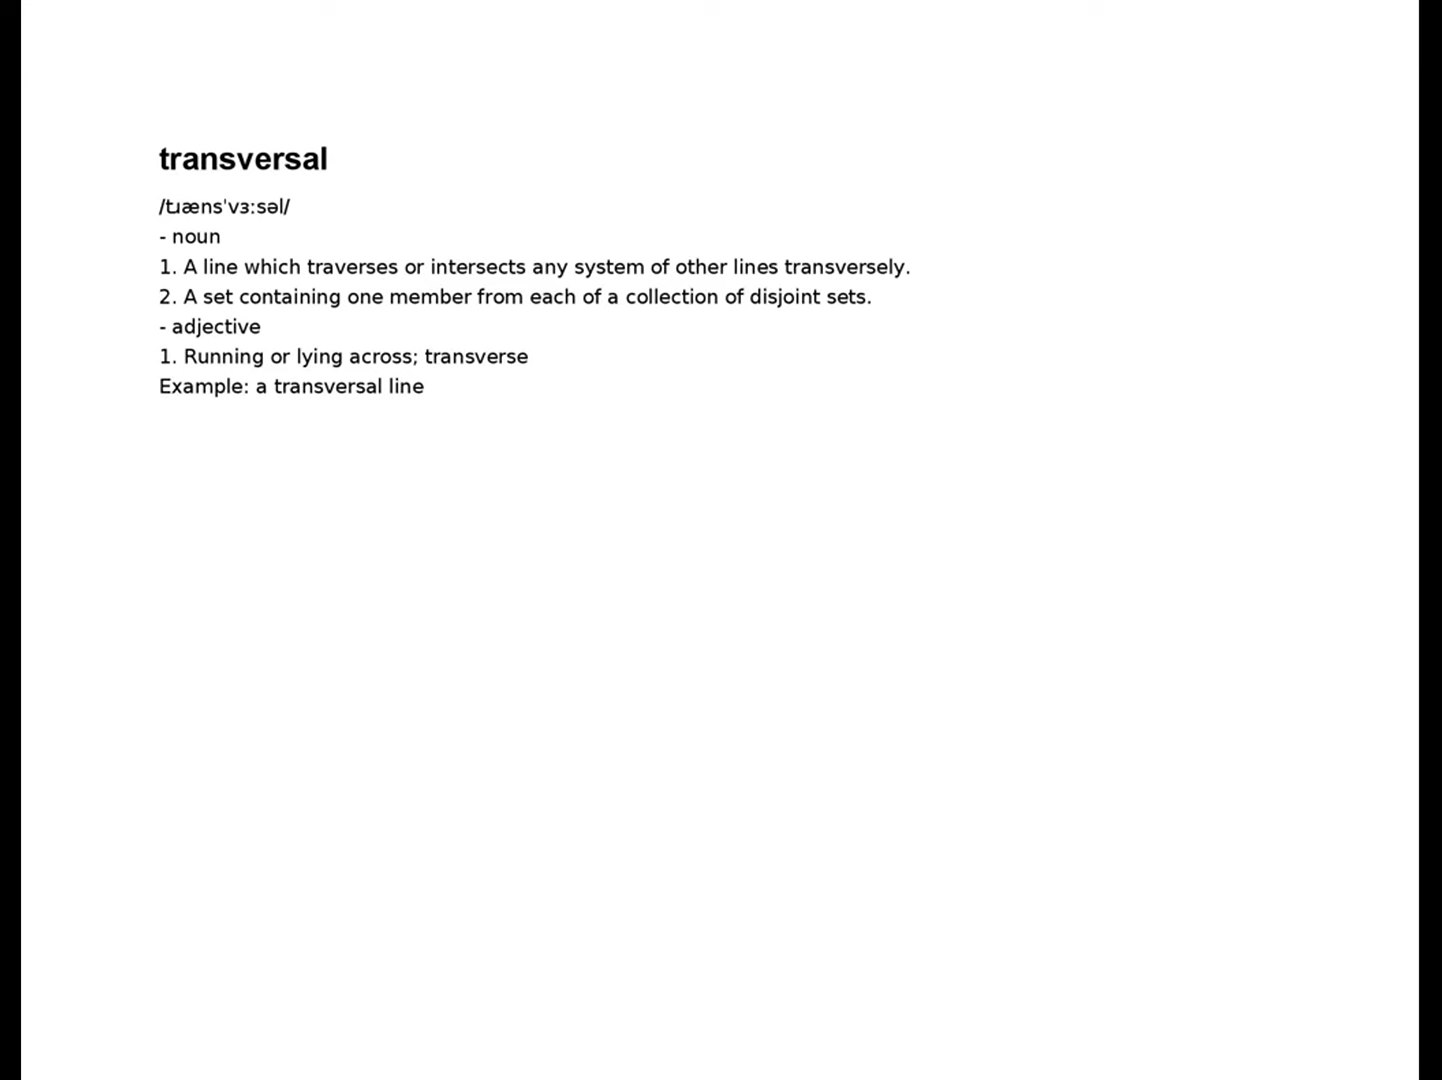 transversal
/tɹænsˈvɜːsəl/
- noun
1. A line which traverses or intersects any system of other lines transversely.
2. A set containing one member from each of a collection of disjoint sets.
- adjective
1. Running or lying across; transverse
Example: a transversal line